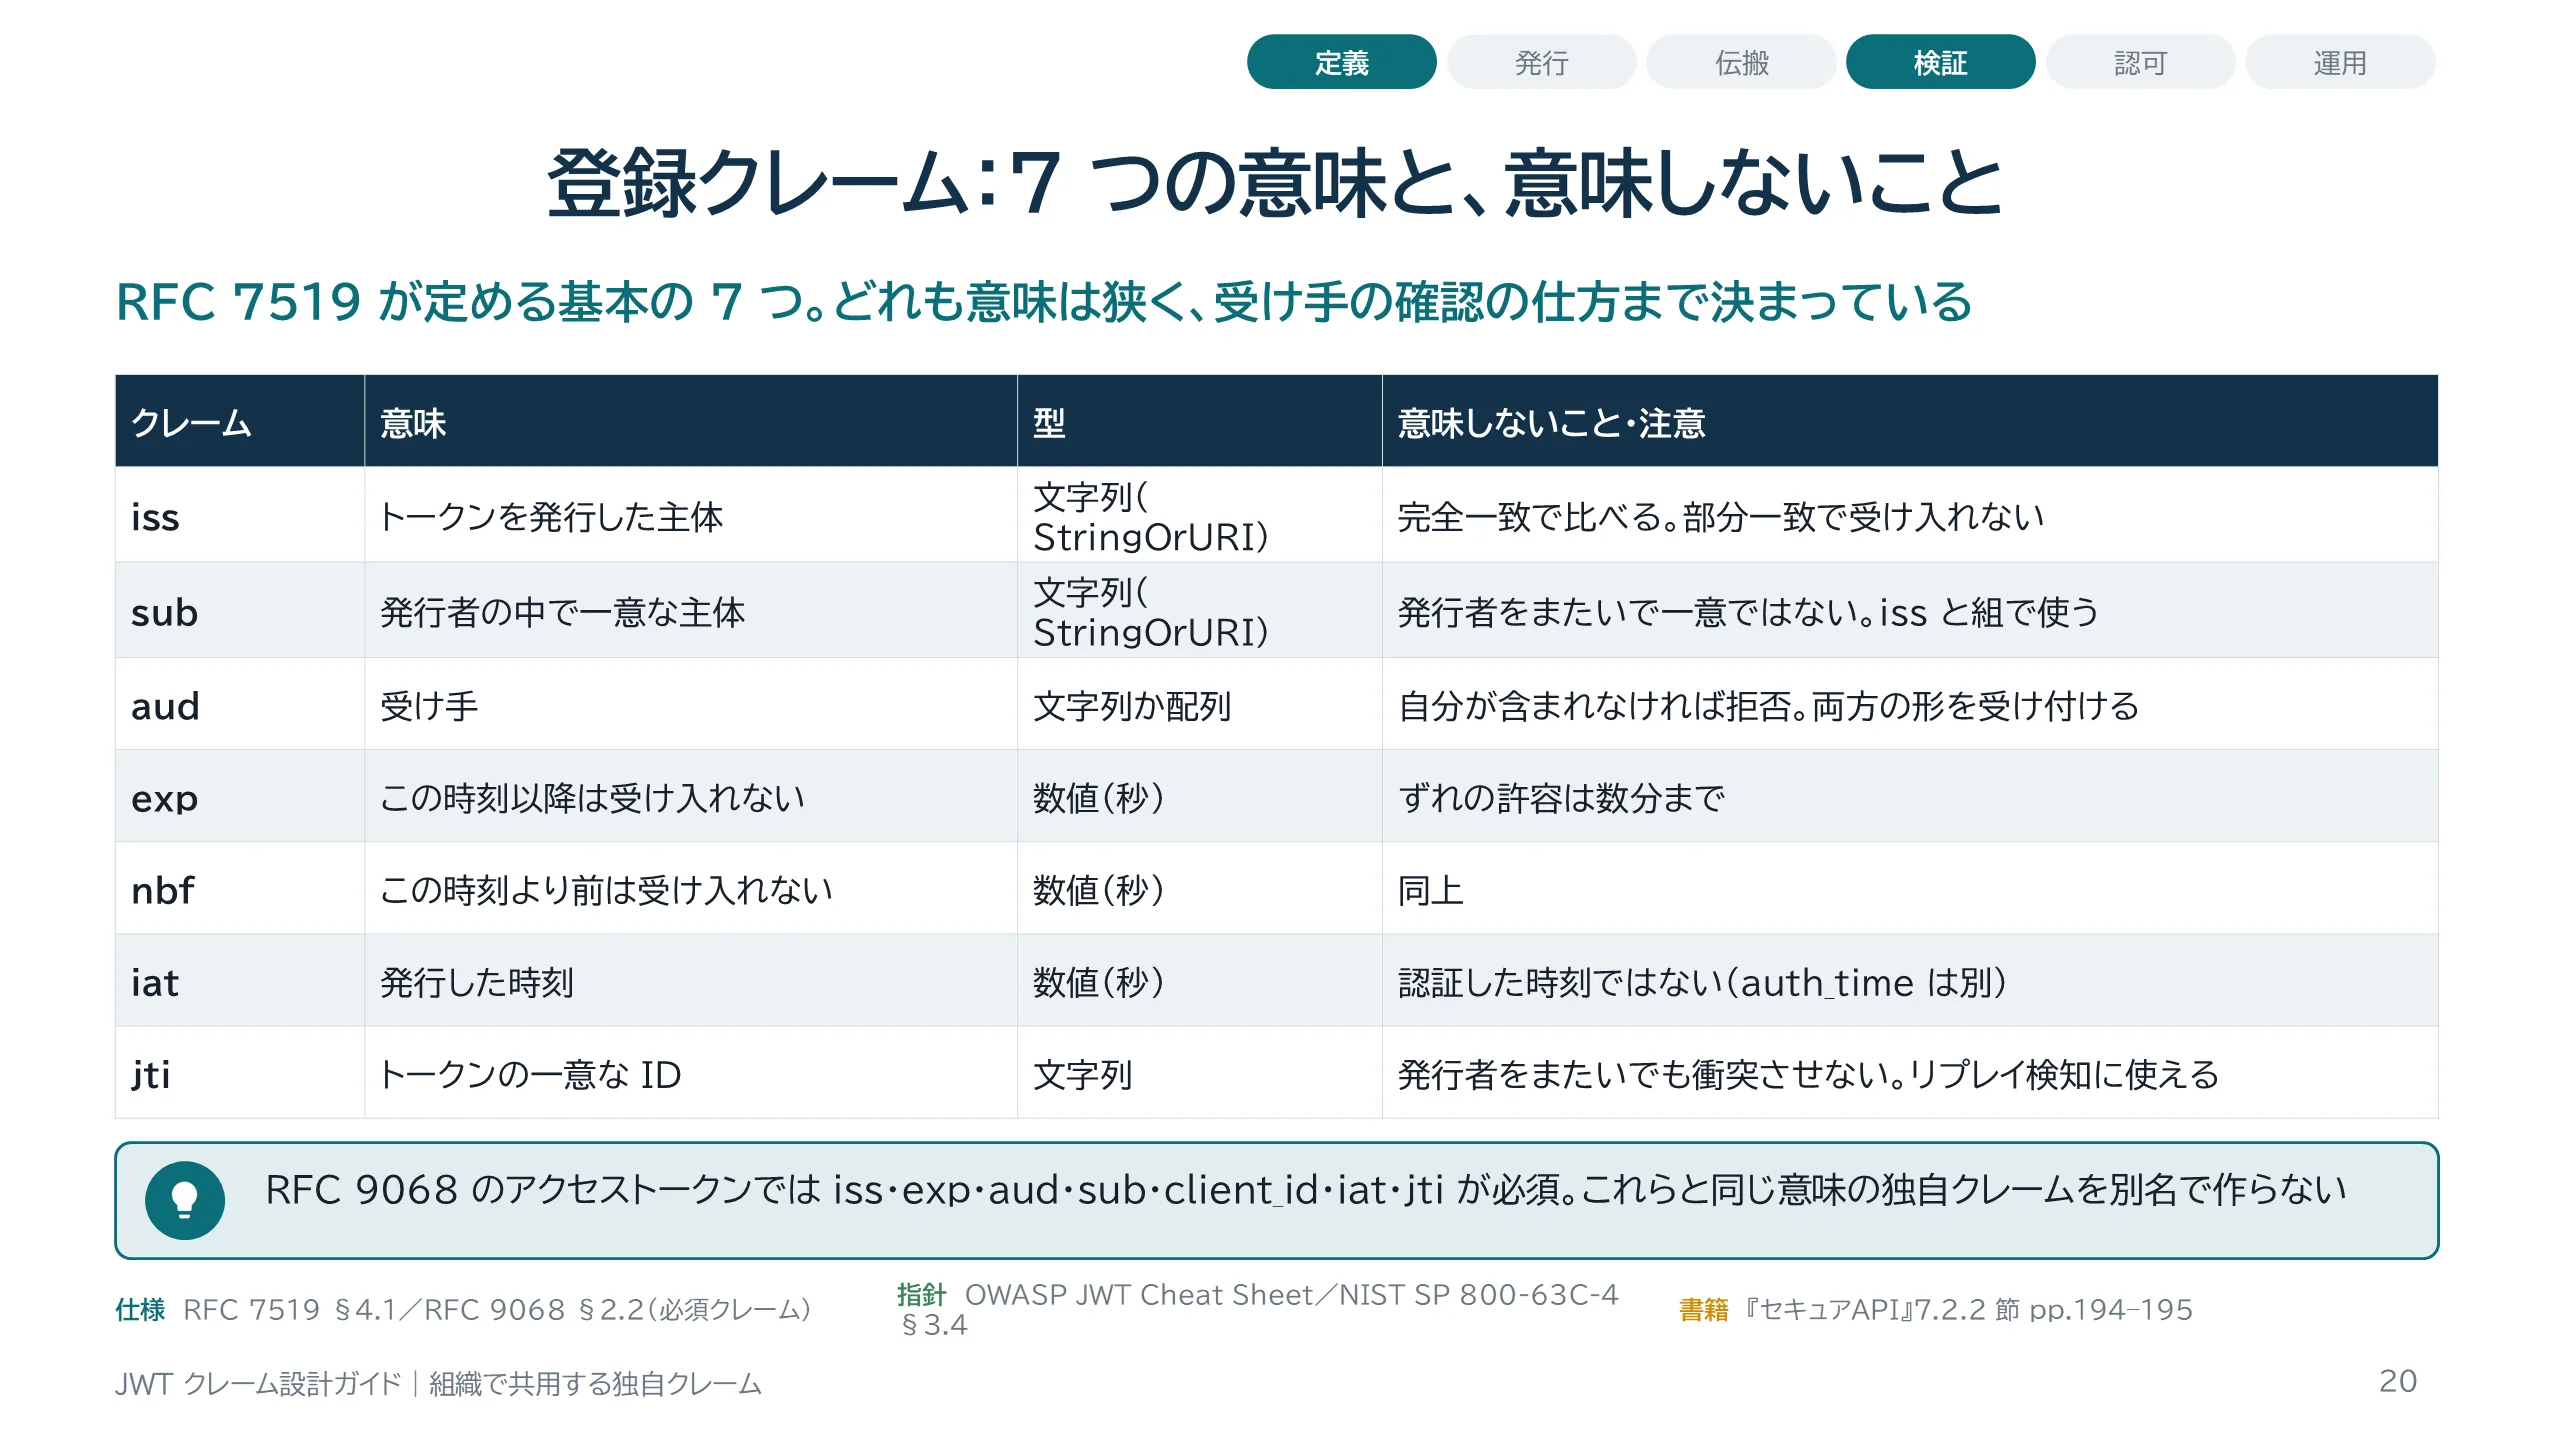 定義 発行 伝搬 検証 認可 運用
登録クレーム：7 つの意味と、意味しないこと
RFC 7519 が定める基本の 7 つ。どれも意味は狭く、受け手の確認の仕方まで決まっている
クレーム 意味 型 意味しないこと・注意
iss トークンを発行した主体 文字列（StringOrURI） 完全一致で比べる。部分一致で受け入れない
sub 発行者の中で一意な主体 文字列（StringOrURI） 発行者をまたいで一意ではない。iss と組で使う
aud 受け手 文字列か配列 自分が含まれなければ拒否。両方の形を受け付ける
exp この時刻以降は受け入れない 数値（秒） ずれの許容は数分まで
nbf この時刻より前は受け入れない 数値（秒） 同上
iat 発行した時刻 数値（秒） 認証した時刻ではない（auth_time は別）
jti トークンの一意な ID 文字列 発行者をまたいでも衝突させない。リプレイ検知に使える
RFC 9068 のアクセストークンでは iss・exp・aud・sub・client_id・iat・jti が必須。これらと同じ意味の独自クレームを別名で作らない
仕様 RFC 7519 §4.1／RFC 9068 §2.2（必須クレーム）
指針 OWASP JWT Cheat Sheet／NIST SP 800-63C-4
§3.4
書籍 『セキュアAPI』7.2.2 節 pp.194–195
JWT クレーム設計ガイド｜組織で共用する独自クレーム
20